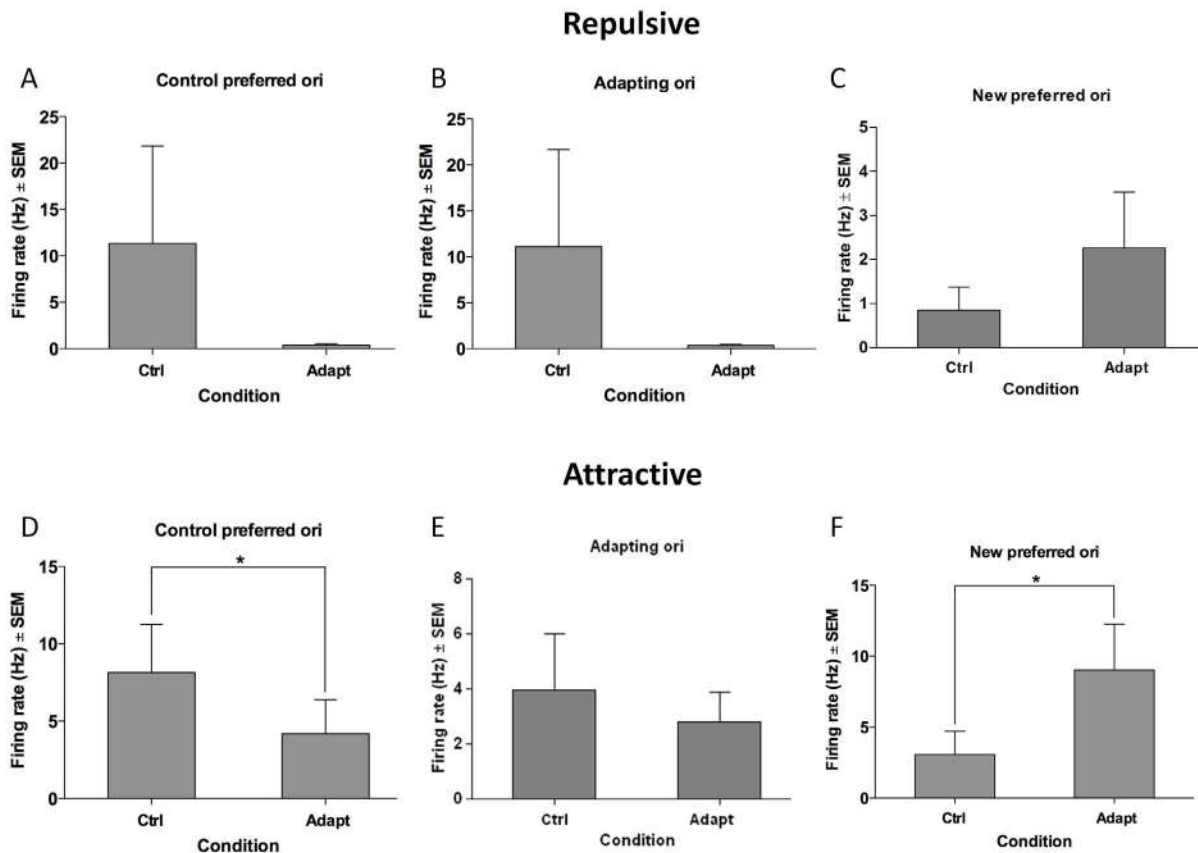 Repulsive
A
Control preferred ori
Firing rate (Hz) ± SEM
25
20
15
10
5
0
Ctrl
Adapt
Condition
B
Adapting ori
Firing rate (Hz) ± SEM
25
20
15
10
5
0
Ctrl
Adapt
Condition
C
New preferred ori
Firing rate (Hz) ± SEM
5
4
3
2
1
0
Ctrl
Adapt
Condition
Attractive
D
Control preferred ori
Firing rate (Hz) ± SEM
15
10
5
0
*
Ctrl
Adapt
Condition
E
Adapting ori
Firing rate (Hz) ± SEM
8
6
4
2
0
Ctrl
Adapt
Condition
F
New preferred ori
Firing rate (Hz) ± SEM
15
10
5
0
*
Ctrl
Adapt
Condition